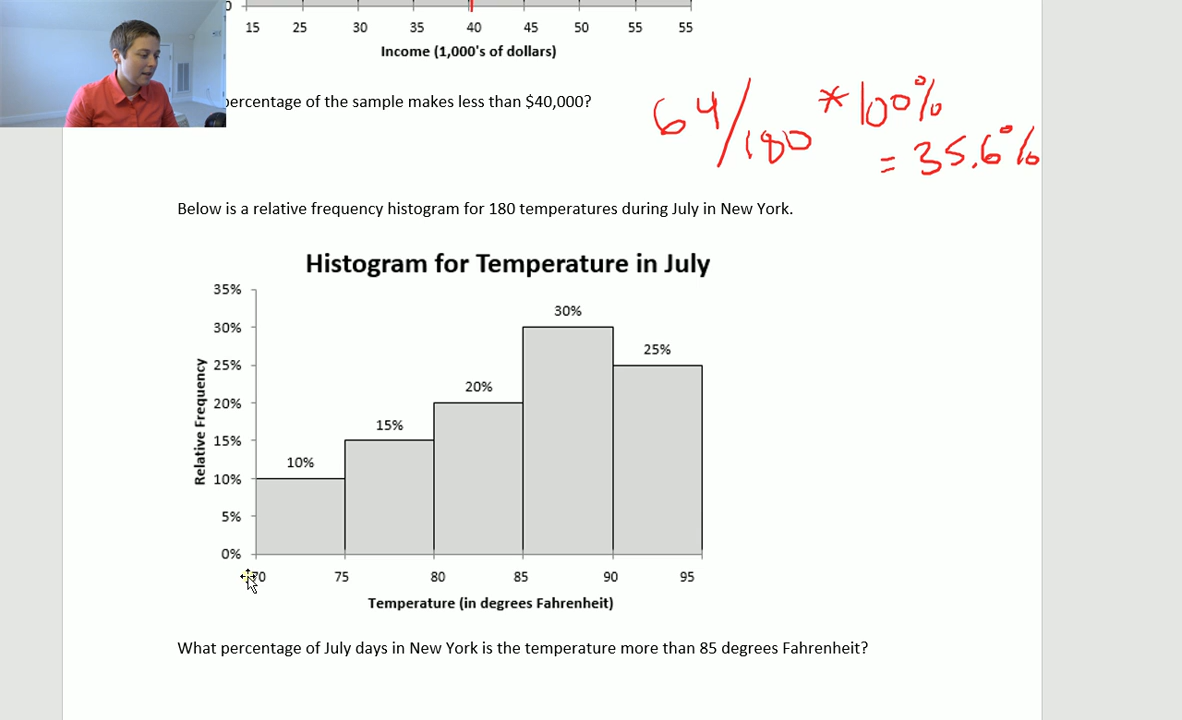 0
15 25 30 35 40 45 50 55 55
Income (1,000's of dollars)
percentage of the sample makes less than $40,000?
64/180 * 100%
= 35.6%
Below is a relative frequency histogram for 180 temperatures during July in New York.
Histogram for Temperature in July
35%
30%
25%
20%
15%
10%
5%
0%
Relative Frequency
10%
15%
20%
30%
25%
70 75 80 85 90 95
Temperature (in degrees Fahrenheit)
What percentage of July days in New York is the temperature more than 85 degrees Fahrenheit?